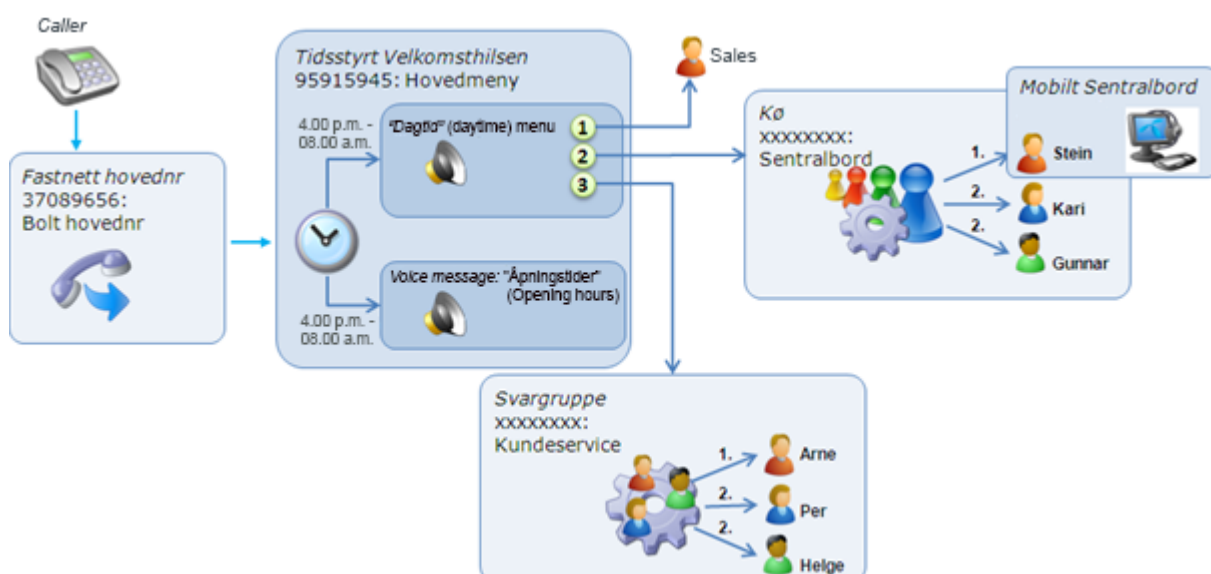 Caller
Fastnett hovednr
37089656:
Bolt hovednr
Tidsstyrt Velkomsthilsen
95915945: Hovedmeny
4.00 p.m. -
08.00 a.m.
"Dagtid" (daytime) menu
1
2
3
Voice message: "Åpningstider"
(Opening hours)
4.00 p.m. -
08.00 a.m.
Sales
Kø
xxxxxxxx:
Sentralbord
Mobilt Sentralbord
1.
Stein
2.
Kari
2.
Gunnar
Svargruppe
xxxxxxxx:
Kundeservice
1.
Arne
2.
Per
2.
Helge